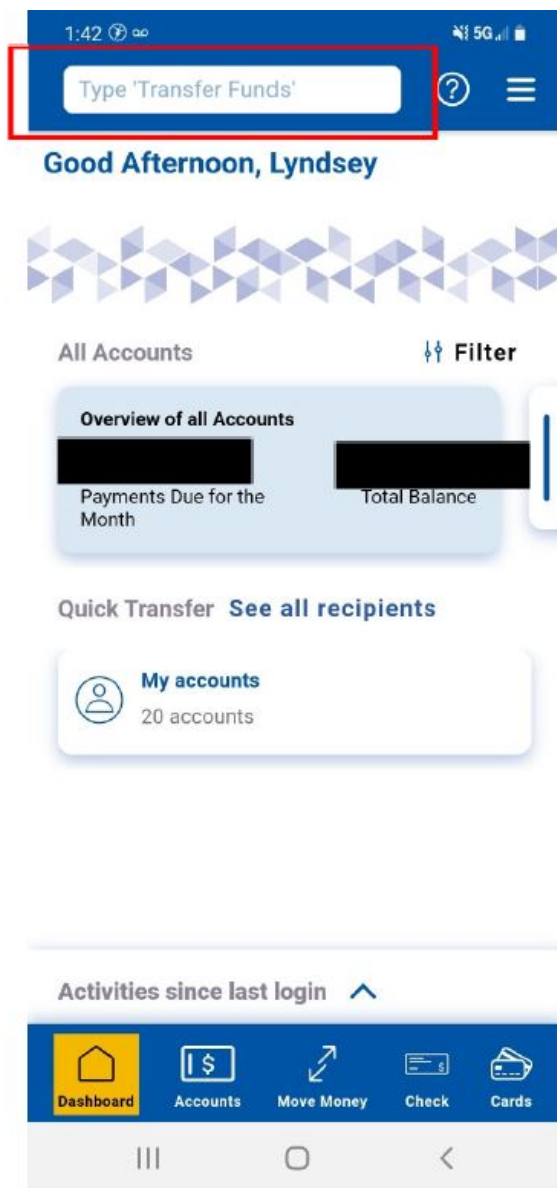 1:42
5G
Type 'Transfer Funds'
?
Good Afternoon, Lyndsey
All Accounts
Filter
Overview of all Accounts
Payments Due for the
Month
Total Balance
Quick Transfer See all recipients
My accounts
20 accounts
Activities since last login
$
$
Dashboard
Accounts
Move Money
Check
Cards